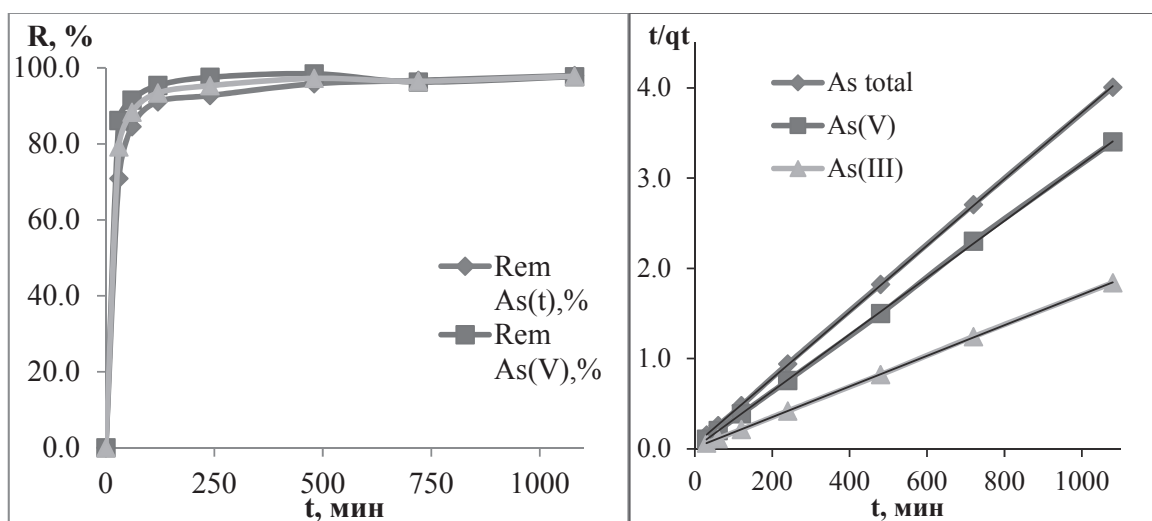 R, %
100.0
80.0
60.0
40.0
20.0
0.0
0
250
500
750
1000
t, мин
Rem
As(t),%
Rem
As(V),%
t/qt
4.0
3.0
2.0
1.0
0.0
0
200
400
600
800
1000
t, мин
As total
As(V)
As(III)